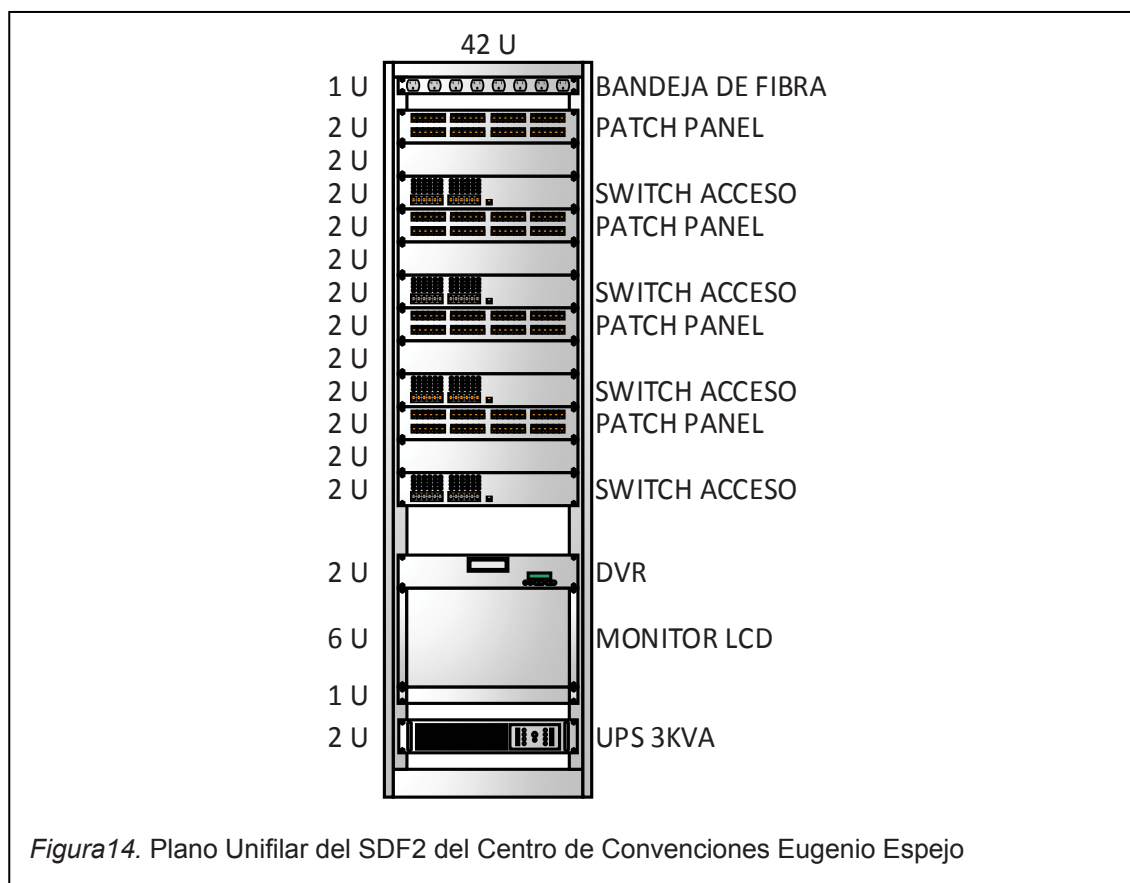 42 U
1 U BANDEJA DE FIBRA
2 U PATCH PANEL
2 U
2 U SWITCH ACCESO
2 U PATCH PANEL
2 U
2 U SWITCH ACCESO
2 U PATCH PANEL
2 U
2 U SWITCH ACCESO
2 U PATCH PANEL
2 U
2 U SWITCH ACCESO
2 U DVR
6 U MONITOR LCD
1 U
2 U UPS 3KVA
Figura14. Plano Unifilar del SDF2 del Centro de Convenciones Eugenio Espejo